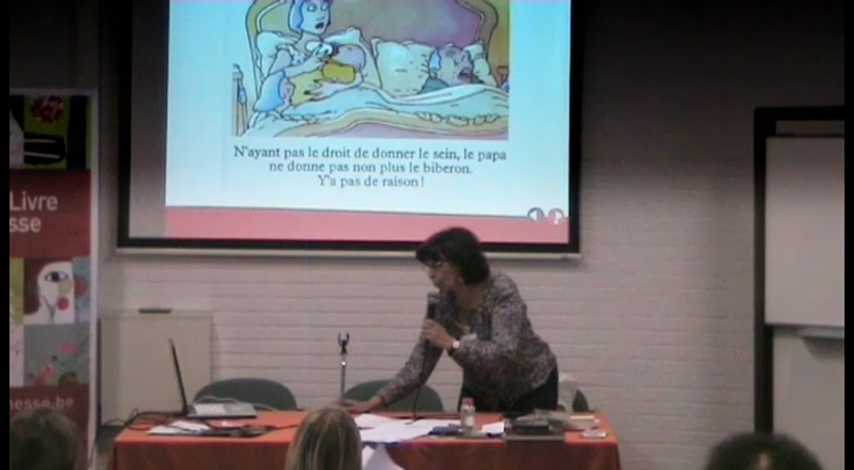 N'ayant pas le droit de donner le sein, le papa
ne donne pas non plus le biberon.
Y'a pas de raison !
Livre
sse
nesse.be